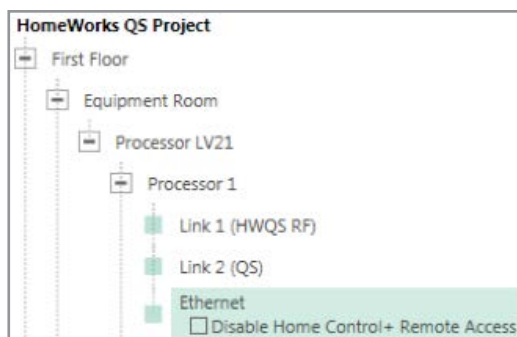 HomeWorks QS Project
First Floor
Equipment Room
Processor LV21
Processor 1
Link 1 (HWQS RF)
Link 2 (QS)
Ethernet
Disable Home Control+ Remote Access